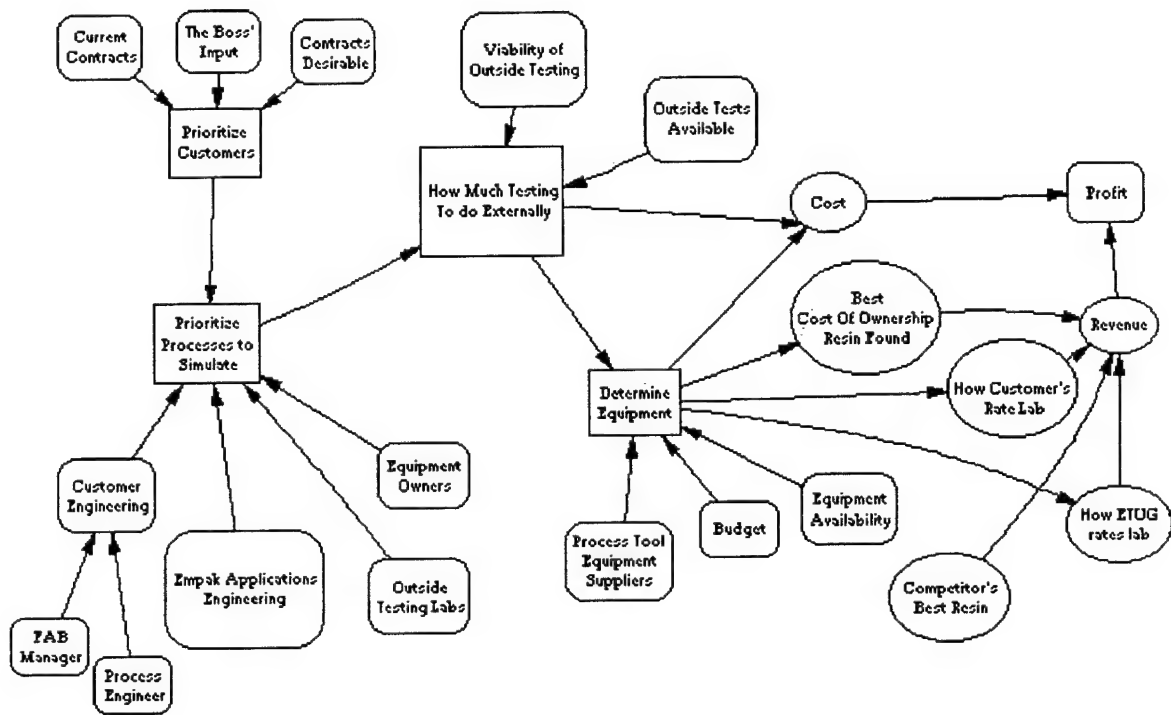 Current
Contracts
The Boss'
Input
Contracts
Desirable
Prioritize
Customers
Viability of
Outside Testing
Outside Tests
Available
How Much Testing
To do Externally
Cost
Profit
Prioritize
Processes to
Simulate
Best
Cost Of Ownership
Resin Found
Revenue
Determine
Equipment
How Customer's
Rate Lab
Customer
Engineering
Equipment
Owners
Empak Applications
Engineering
Outside
Testing Labs
FAB
Manager
Process
Engineer
Process Tool
Equipment
Suppliers
Budget
Equipment
Availability
How ETUG
rates lab
Competitor's
Best Resin